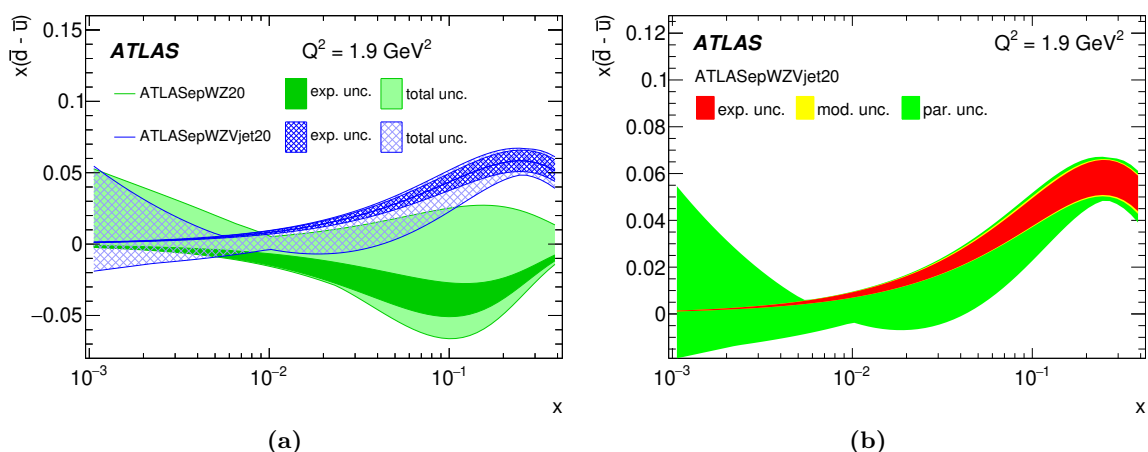 x(d̅ - u̅)
0.15
0.1
0.05
0
−0.05
ATLAS
Q² = 1.9 GeV²
ATLASepWZ20
exp. unc.
total unc.
ATLASepWZVjet20
exp. unc.
total unc.
10⁻³
10⁻²
10⁻¹
x
(a)
x(d̅ - u̅)
0.12
0.1
0.08
0.06
0.04
0.02
0
ATLAS
Q² = 1.9 GeV²
ATLASepWZVjet20
exp. unc.
mod. unc.
par. unc.
10⁻³
10⁻²
10⁻¹
x
(b)